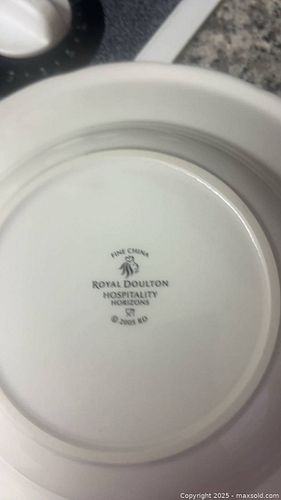 FINE CHINA
ROYAL DOULTON
HOSPITALITY
HORIZONS
© 2005 RD
Copyright 2025 - maxsold.com